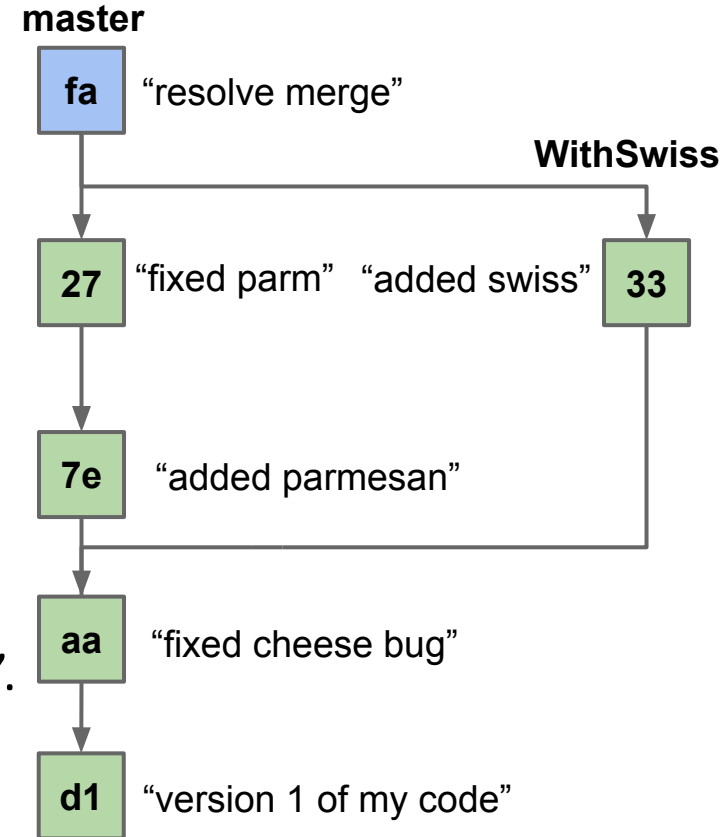 master
fa “resolve merge”
WithSwiss
27 “fixed parm” “added swiss” 33
7e “added parmesan”
aa “fixed cheese bug”
d1 “version 1 of my code”